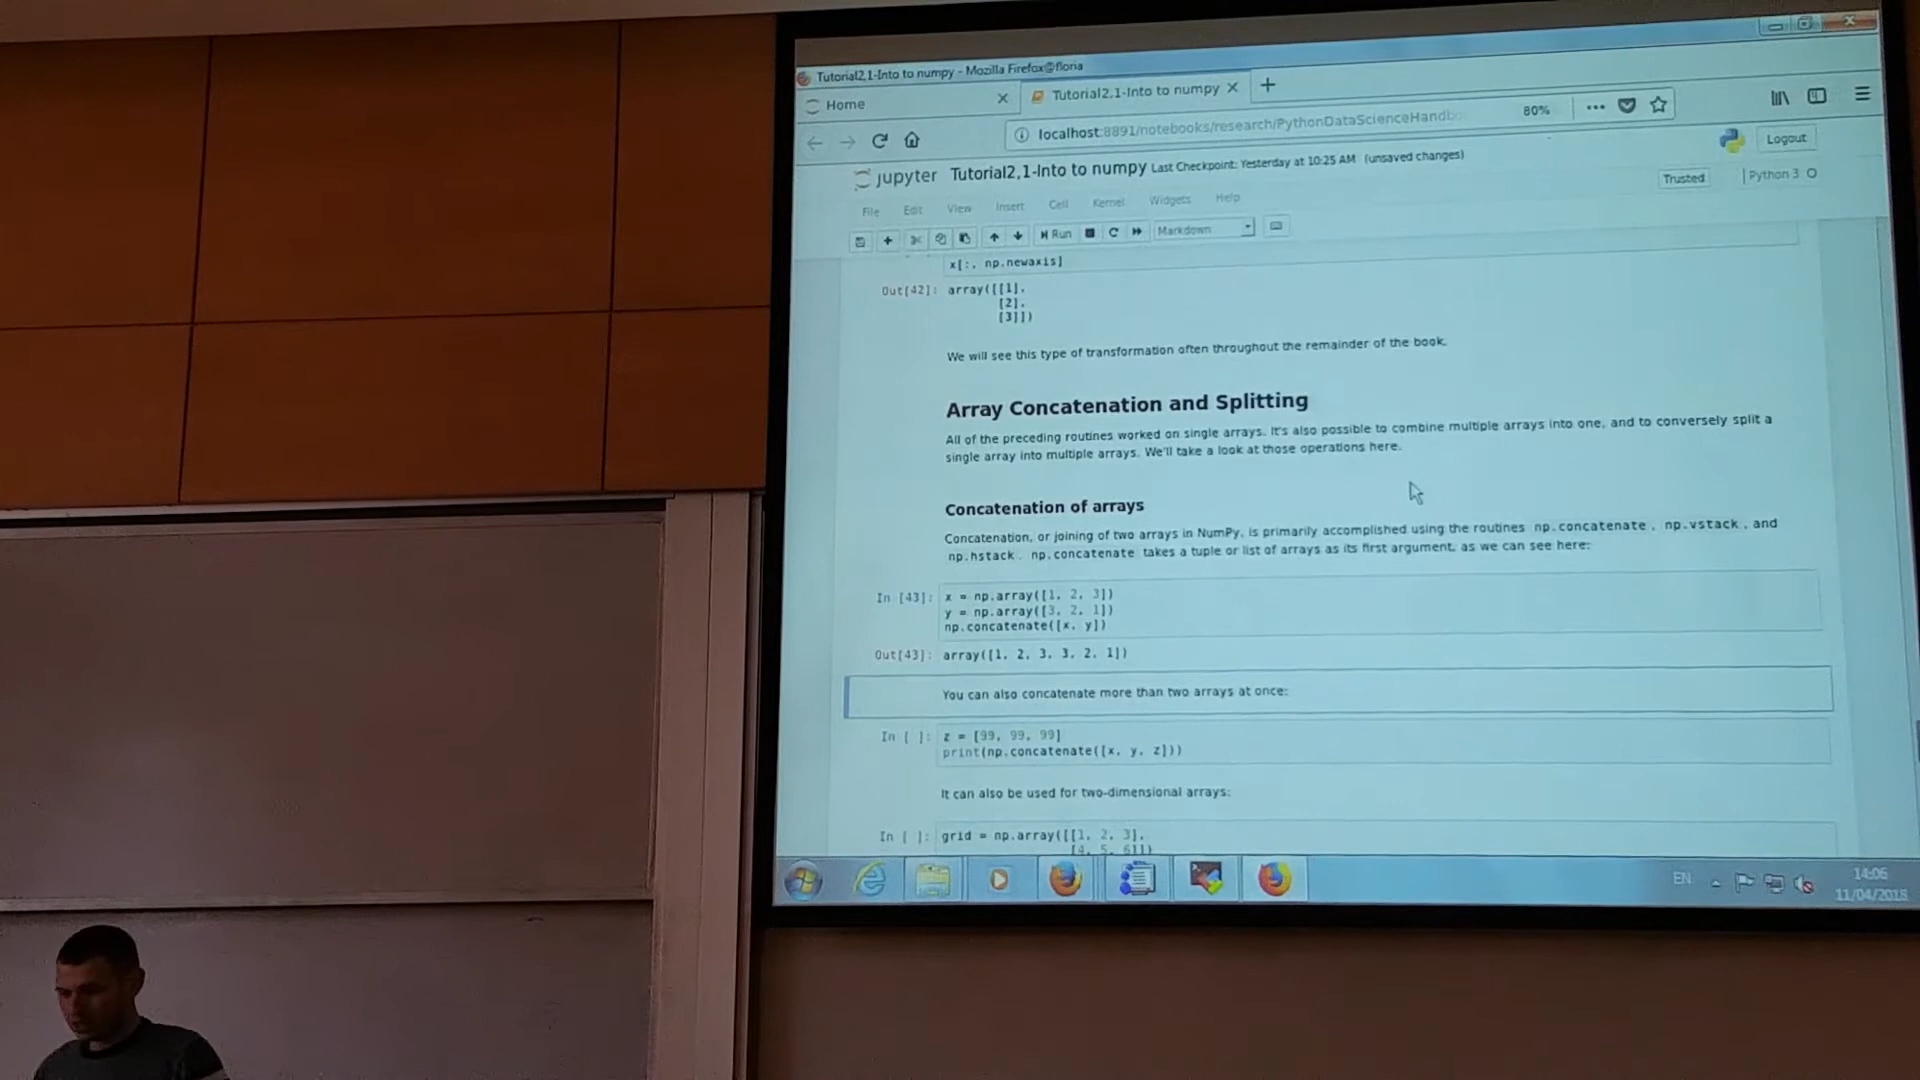 Tutorial2,1-Into to numpy - Mozilla Firefox@floria
Home
Tutorial2,1-Into to numpy
localhost:8891/notebooks/research/PythonDataScienceHandbo
80%
jupyter Tutorial2,1-Into to numpy Last Checkpoint: Yesterday at 10:25 AM (unsaved changes)
Logout
File Edit View Insert Cell Kernel Widgets Help
Trusted
Python 3
Run
Markdown
x[:, np.newaxis]
Out[42]: array([[1],
[2],
[3]])
We will see this type of transformation often throughout the remainder of the book.
Array Concatenation and Splitting
All of the preceding routines worked on single arrays. It's also possible to combine multiple arrays into one, and to conversely split a
single array into multiple arrays. We'll take a look at those operations here.
Concatenation of arrays
Concatenation, or joining of two arrays in NumPy, is primarily accomplished using the routines np.concatenate, np.vstack, and
np.hstack. np.concatenate takes a tuple or list of arrays as its first argument, as we can see here:
In [43]: x = np.array([1, 2, 3])
y = np.array([3, 2, 1])
np.concatenate([x, y])
Out[43]: array([1, 2, 3, 3, 2, 1])
You can also concatenate more than two arrays at once:
In [ ]: z = [99, 99, 99]
print(np.concatenate([x, y, z]))
It can also be used for two-dimensional arrays:
In [ ]: grid = np.array([[1, 2, 3],
[4, 5, 6]])
EN
14:06
11/04/2018